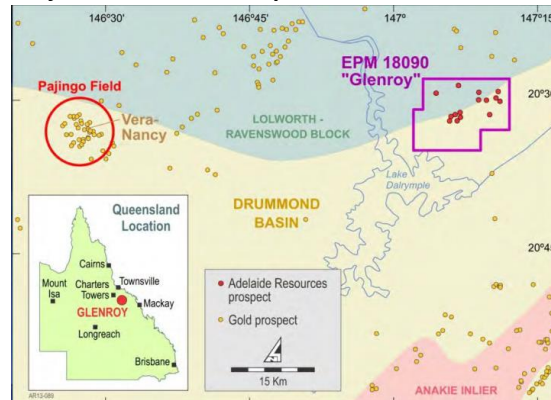 146°30'
146°45'
147°
147°15'
EPM 18090
"Glenroy"
20°30'
Pajingo Field
Vera-
Nancy
LOLWORTH -
RAVENSWOOD BLOCK
Lake
Dalrymple
DRUMMOND
BASIN
20°45'
Queensland
Location
Cairns
Townsville
Mount
Isa
Charters
Towers
Mackay
GLENROY
Longreach
Brisbane
Adelaide Resources
prospect
Gold prospect
15 Km
ANAKIE INLIER
AR12-089